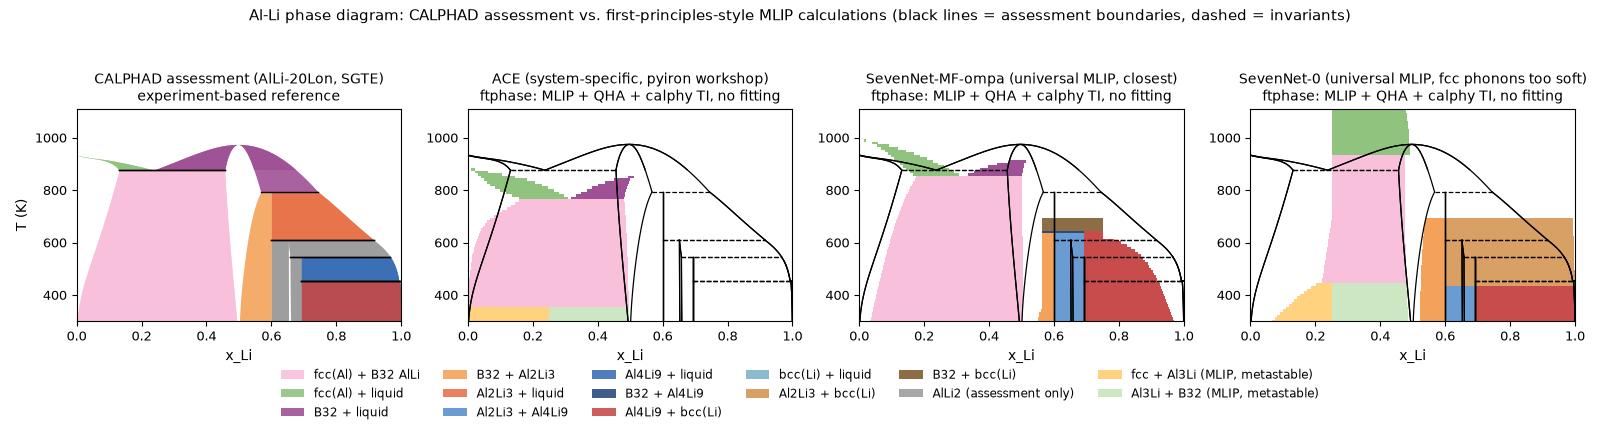 Al-Li phase diagram: CALPHAD assessment vs. first-principles-style MLIP calculations (black lines = assessment boundaries, dashed = invariants)
CALPHAD assessment (AlLi-20Lon, SGTE)
experiment-based reference
ACE (system-specific, pyiron workshop)
ftphase: MLIP + QHA + calphy TI, no fitting
SevenNet-MF-ompa (universal MLIP, closest)
ftphase: MLIP + QHA + calphy TI, no fitting
SevenNet-0 (universal MLIP, fcc phonons too soft)
ftphase: MLIP + QHA + calphy TI, no fitting
T (K)
1000
800
600
400
0.0 0.2 0.4 0.6 0.8 1.0
x_Li
1000
800
600
400
0.0 0.2 0.4 0.6 0.8 1.0
x_Li
1000
800
600
400
0.0 0.2 0.4 0.6 0.8 1.0
x_Li
1000
800
600
400
0.0 0.2 0.4 0.6 0.8 1.0
x_Li
fcc(Al) + B32 AlLi
fcc(Al) + liquid
B32 + liquid
B32 + Al2Li3
Al2Li3 + liquid
Al2Li3 + Al4Li9
Al4Li9 + liquid
B32 + Al4Li9
Al4Li9 + bcc(Li)
bcc(Li) + liquid
Al2Li3 + bcc(Li)
B32 + bcc(Li)
AlLi2 (assessment only)
fcc + Al3Li (MLIP, metastable)
Al3Li + B32 (MLIP, metastable)